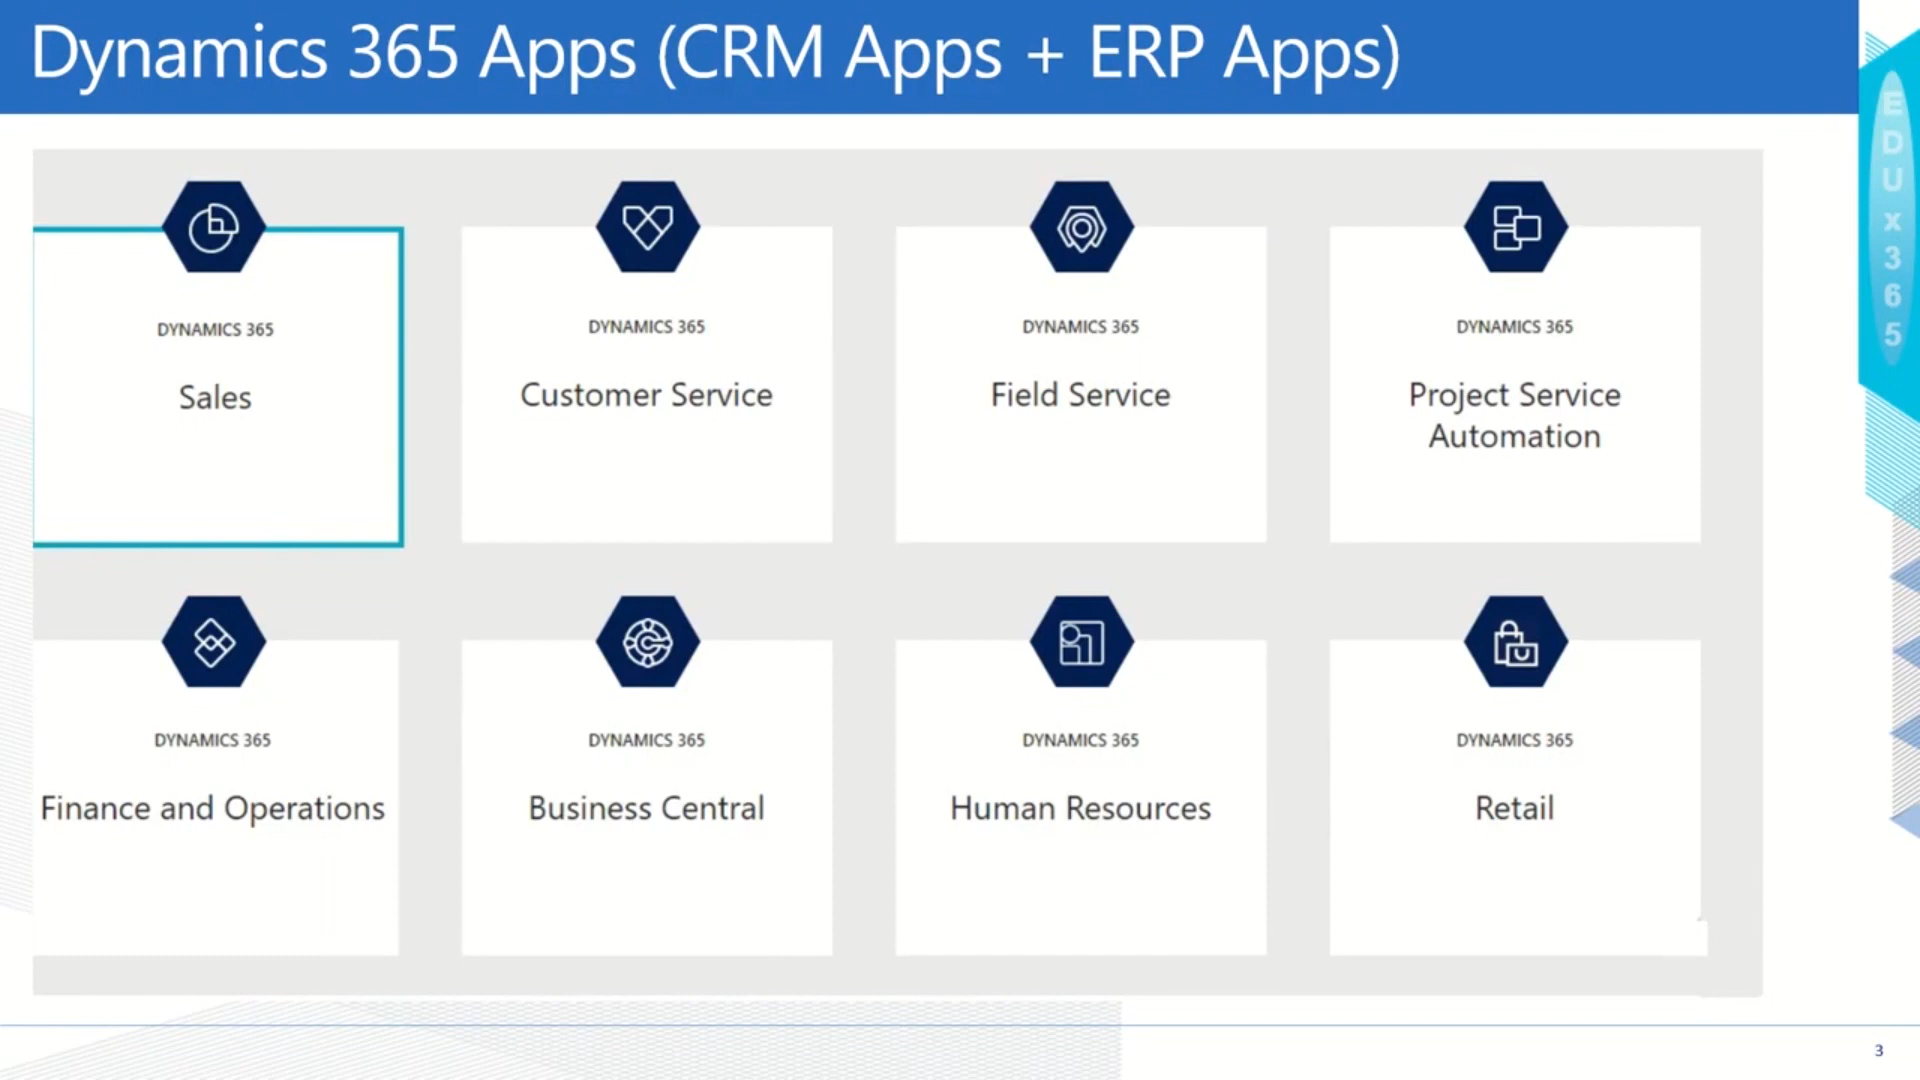 Dynamics 365 Apps (CRM Apps + ERP Apps)
EDUx365
DYNAMICS 365
Sales
DYNAMICS 365
Customer Service
DYNAMICS 365
Field Service
DYNAMICS 365
Project Service
Automation
DYNAMICS 365
Finance and Operations
DYNAMICS 365
Business Central
DYNAMICS 365
Human Resources
DYNAMICS 365
Retail
3